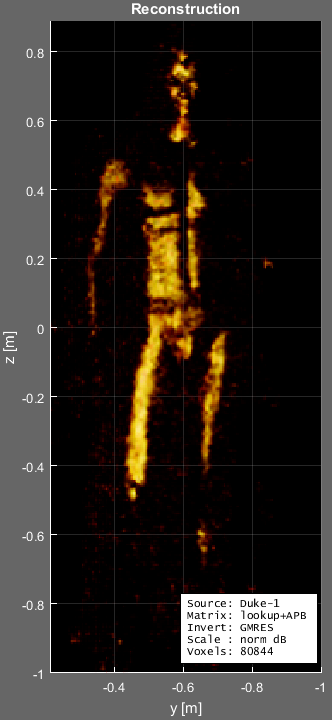 Reconstruction
0.8
0.6
0.4
0.2
0
-0.2
-0.4
-0.6
-0.8
-1
z [m]
Source: Duke-1
Matrix: lookup+APB
Invert: GMRES
Scale : norm dB
Voxels: 80844
-0.4 -0.6 -0.8 -1
y [m]